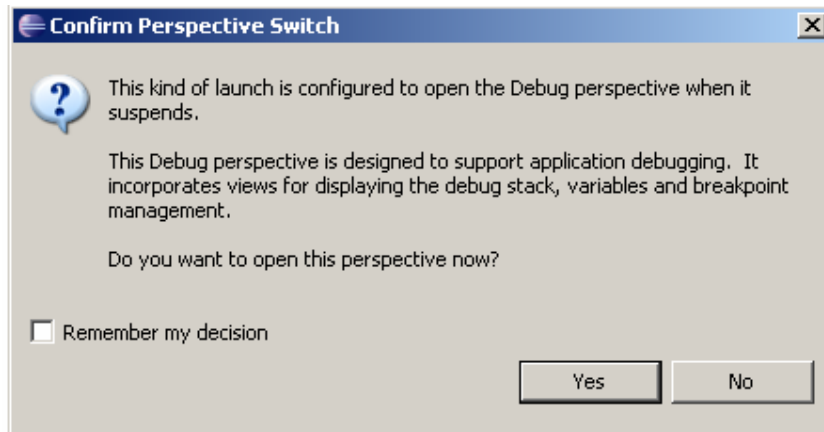 Confirm Perspective Switch
This kind of launch is configured to open the Debug perspective when it
suspends.
This Debug perspective is designed to support application debugging.  It
incorporates views for displaying the debug stack, variables and breakpoint
management.
Do you want to open this perspective now?
Remember my decision
Yes No